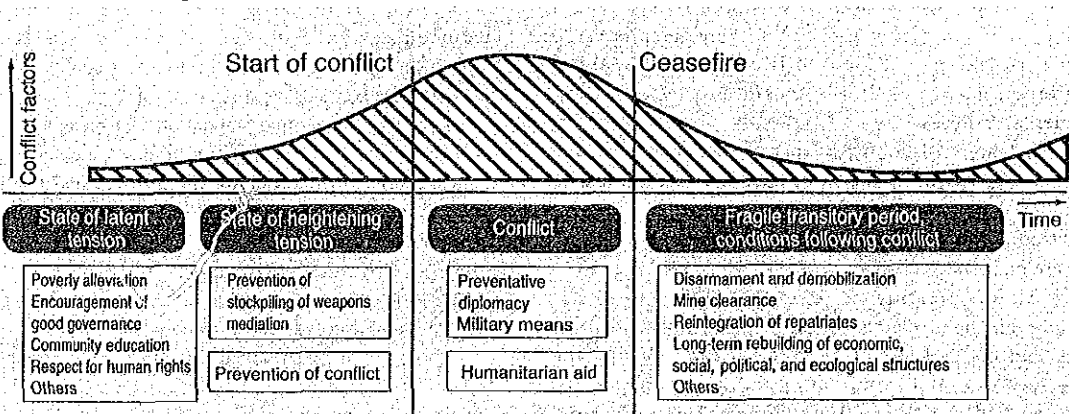 Conflict factors
Start of conflict
Ceasefire
Time
State of latent
tension
State of heightening
tension
Conflict
Fragile transitory period
conditions following conflict
Poverty alleviation
Encouragement of
good governance
Community education
Respect for human rights
Others
Prevention of
stockpiling of weapons
mediation
Prevention of conflict
Preventative
diplomacy
Military means
Humanitarian aid
Disarmament and demobilization
Mine clearance
Reintegration of repatriates
Long-term rebuilding of economic,
social, political, and ecological structures
Others